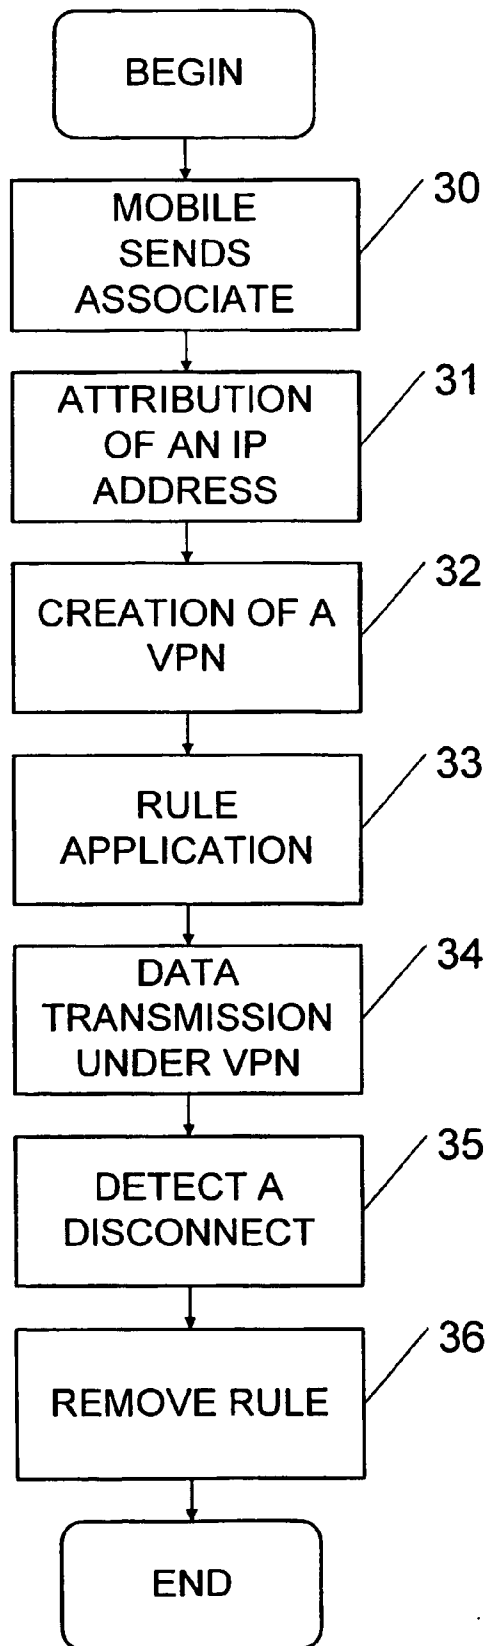 BEGIN
30
MOBILE
SENDS
ASSOCIATE
31
ATTRIBUTION
OF AN IP
ADDRESS
32
CREATION OF A
VPN
33
RULE
APPLICATION
34
DATA
TRANSMISSION
UNDER VPN
35
DETECT A
DISCONNECT
36
REMOVE RULE
END